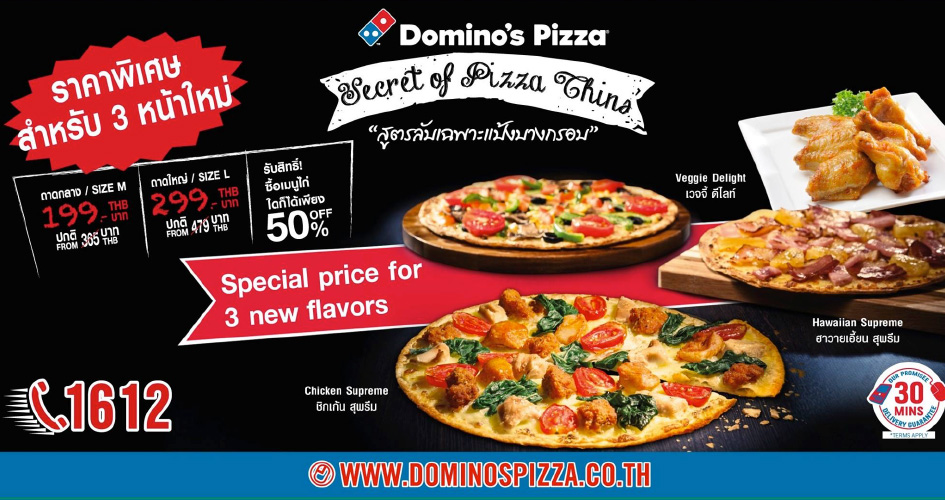 Domino's Pizza
Secret of Pizza Thins
"สูตรลับเฉพาะแป้งบางกรอบ"
ราคาพิเศษ
สำหรับ 3 หน้าใหม่
ถาดกลาง / SIZE M
199.- THB บาท
ปกติ 365 บาท
FROM THB
ถาดใหญ่ / SIZE L
299.- THB บาท
ปกติ 479 บาท
FROM THB
รับสิทธิ์!
ซื้อเมนูไก่
ใดก็ได้เพียง
50% OFF
Special price for
3 new flavors
Veggie Delight
เวจจี้ ดีไลท์
Hawaiian Supreme
ฮาวายเอี้ยน สุพรีม
Chicken Supreme
ชิกเก้น สุพรีม
1612
OUR PROMISE
30
MINS
DELIVERY GUARANTEE
*TERMS APPLY
WWW.DOMINOSPIZZA.CO.TH